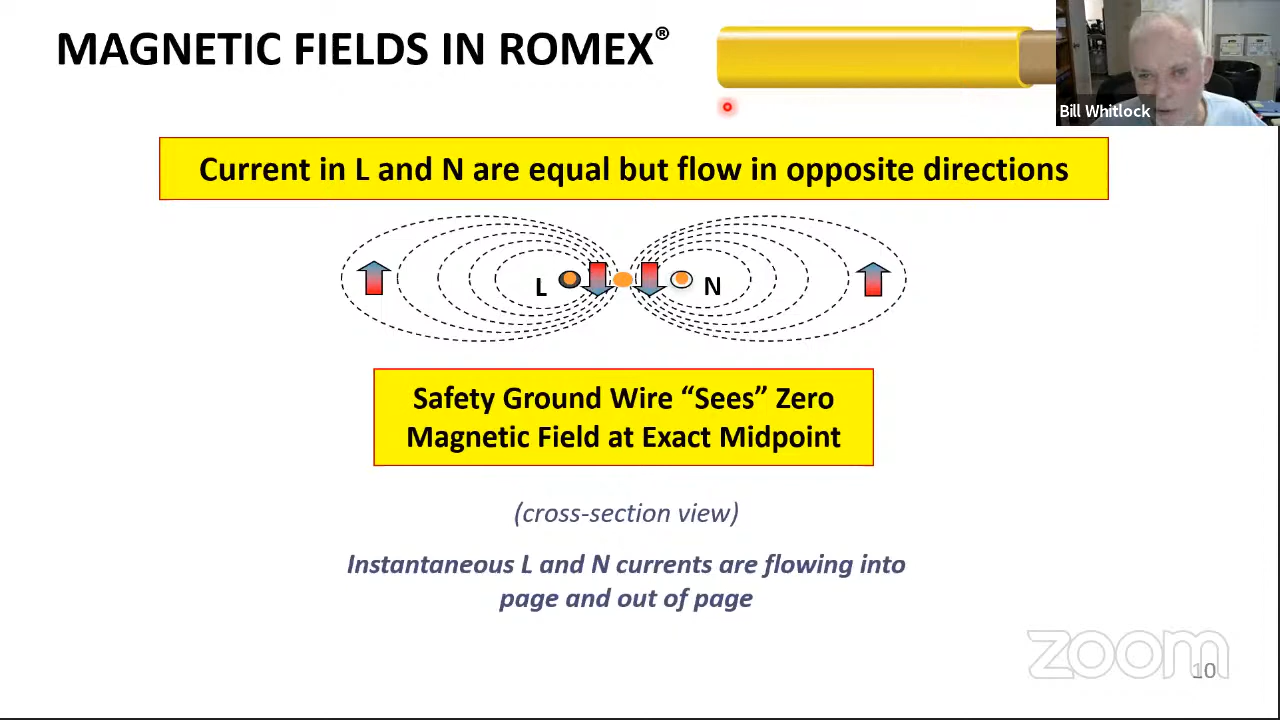 MAGNETIC FIELDS IN ROMEX®
Bill Whitlock
Current in L and N are equal but flow in opposite directions
L
N
Safety Ground Wire “Sees” Zero
Magnetic Field at Exact Midpoint
(cross-section view)
Instantaneous L and N currents are flowing into
page and out of page
zoom
10